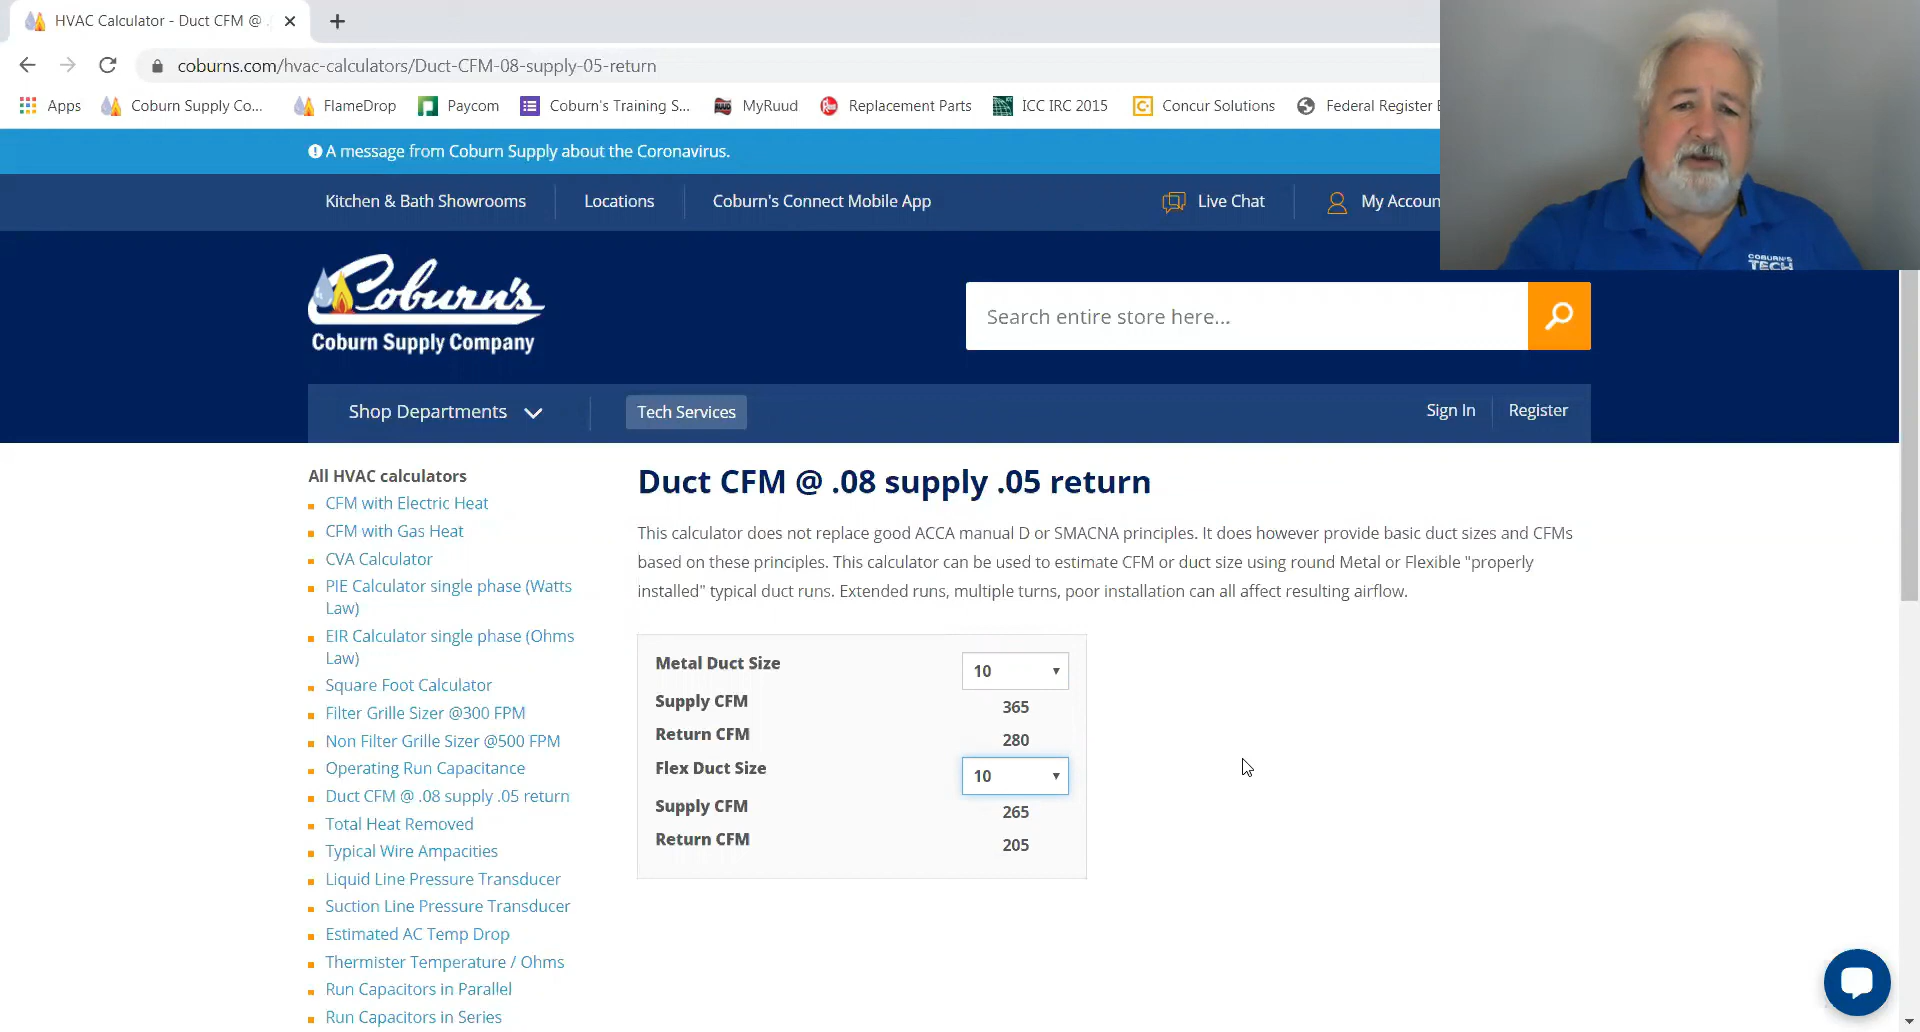 HVAC Calculator - Duct CFM @
coburns.com/hvac-calculators/Duct-CFM-08-supply-05-return
Apps Coburn Supply Co... FlameDrop Paycom Coburn's Training S... MyRuud Replacement Parts ICC IRC 2015 Concur Solutions Federal Register
A message from Coburn Supply about the Coronavirus.
Kitchen & Bath Showrooms Locations Coburn's Connect Mobile App Live Chat My Accoun
COBURN'S
TECH
Coburn's
Coburn Supply Company
Search entire store here...
Shop Departments Tech Services Sign In Register
All HVAC calculators
CFM with Electric Heat
CFM with Gas Heat
CVA Calculator
PIE Calculator single phase (Watts
Law)
EIR Calculator single phase (Ohms
Law)
Square Foot Calculator
Filter Grille Sizer @300 FPM
Non Filter Grille Sizer @500 FPM
Operating Run Capacitance
Duct CFM @ .08 supply .05 return
Total Heat Removed
Typical Wire Ampacities
Liquid Line Pressure Transducer
Suction Line Pressure Transducer
Estimated AC Temp Drop
Thermister Temperature / Ohms
Run Capacitors in Parallel
Run Capacitors in Series
Duct CFM @ .08 supply .05 return
This calculator does not replace good ACCA manual D or SMACNA principles. It does however provide basic duct sizes and CFMs
based on these principles. This calculator can be used to estimate CFM or duct size using round Metal or Flexible "properly
installed" typical duct runs. Extended runs, multiple turns, poor installation can all affect resulting airflow.
Metal Duct Size 10
Supply CFM 365
Return CFM 280
Flex Duct Size 10
Supply CFM 265
Return CFM 205